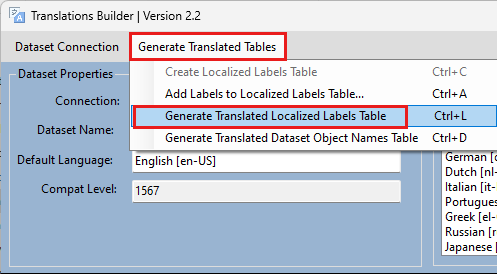 Translations Builder | Version 2.2
Dataset Connection Generate Translated Tables
Create Localized Labels Table Ctrl+C
Add Labels to Localized Labels Table... Ctrl+A
Generate Translated Localized Labels Table Ctrl+L
Generate Translated Dataset Object Names Table Ctrl+D
Dataset Properties
Connection:
Dataset Name:
Default Language: English [en-US]
Compat Level: 1567
German [
Dutch [nl-
Italian [it-
Portugues
Greek [el-
Russian [r
Japanese [